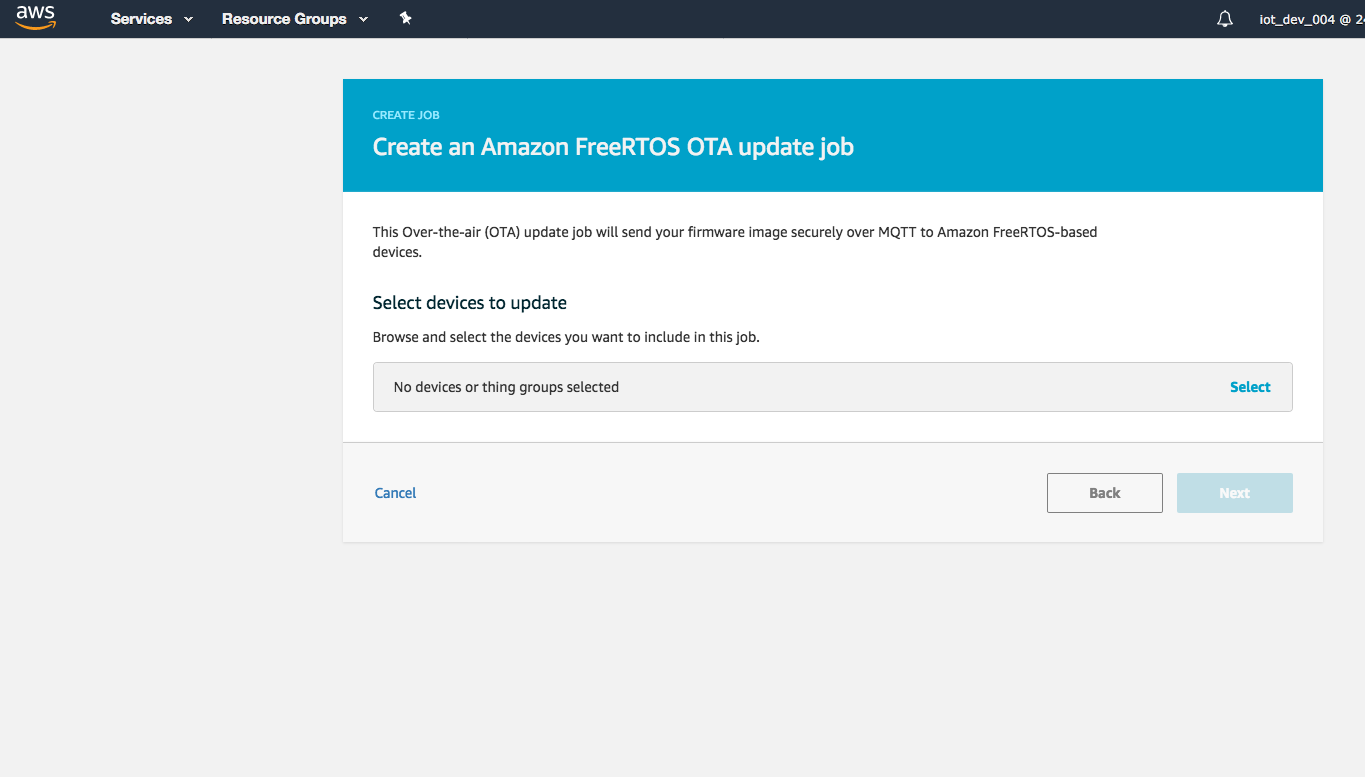 aws Services Resource Groups iot_dev_004 @ 24
CREATE JOB
Create an Amazon FreeRTOS OTA update job
This Over-the-air (OTA) update job will send your firmware image securely over MQTT to Amazon FreeRTOS-based
devices.
Select devices to update
Browse and select the devices you want to include in this job.
No devices or thing groups selected Select
Cancel Back Next